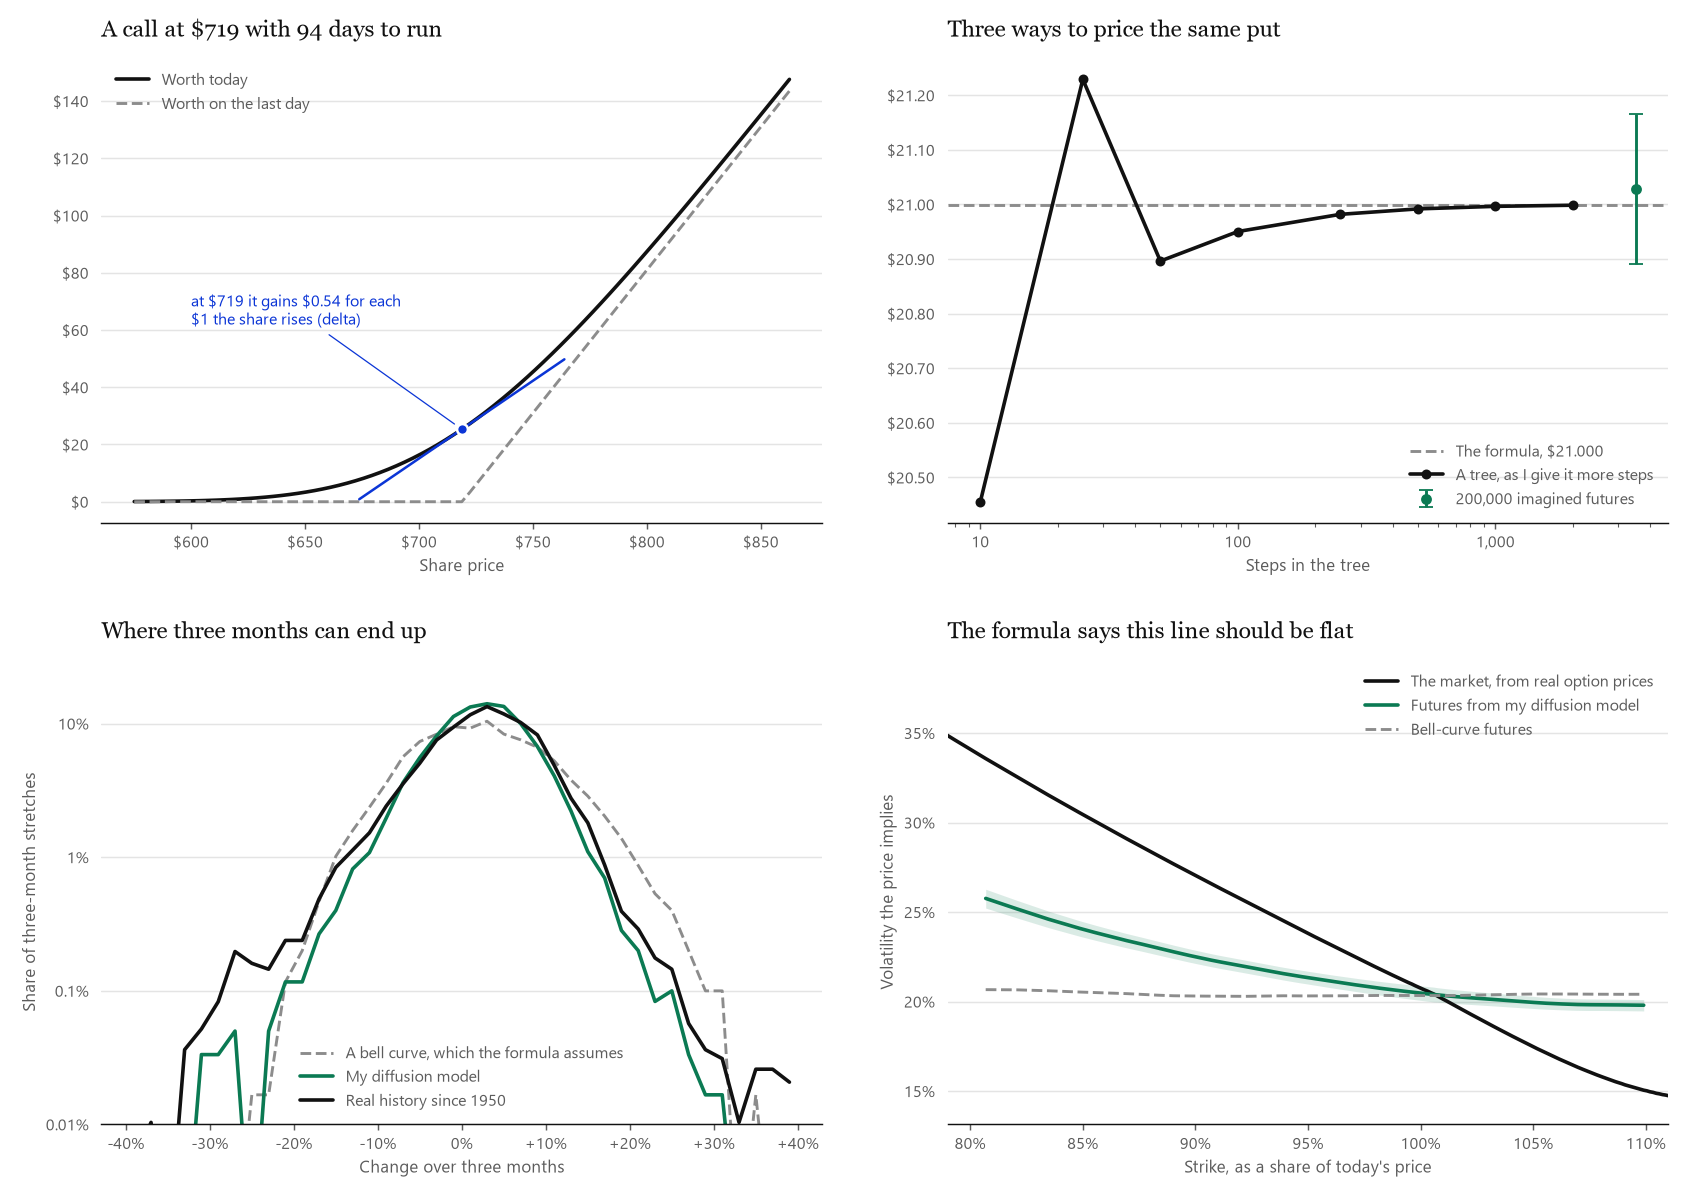 A call at $719 with 94 days to run
Worth today
Worth on the last day
$140
$120
$100
$80
$60
$40
$20
$0
at $719 it gains $0.54 for each
$1 the share rises (delta)
$600
$650
$700
$750
$800
$850
Share price
Three ways to price the same put
$21.20
$21.10
$21.00
$20.90
$20.80
$20.70
$20.60
$20.50
The formula, $21.000
A tree, as I give it more steps
200,000 imagined futures
10
100
1,000
Steps in the tree
Where three months can end up
Share of three-month stretches
10%
1%
0.1%
0.01%
A bell curve, which the formula assumes
My diffusion model
Real history since 1950
-40%
-30%
-20%
-10%
0%
+10%
+20%
+30%
+40%
Change over three months
The formula says this line should be flat
The market, from real option prices
Futures from my diffusion model
Bell-curve futures
Volatility the price implies
35%
30%
25%
20%
15%
80%
85%
90%
95%
100%
105%
110%
Strike, as a share of today's price